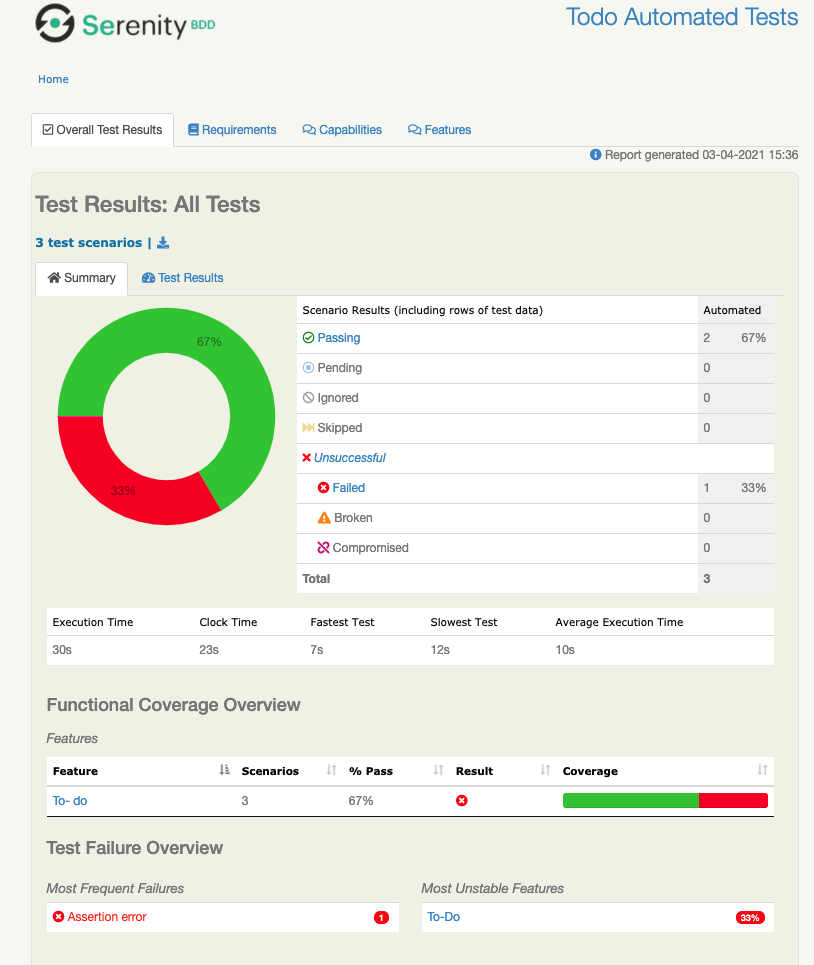 Serenity BDD
Todo Automated Tests
Home
Overall Test Results Requirements Capabilities Features
Report generated 03-04-2021 15:36
Test Results: All Tests
3 test scenarios |
Summary Test Results
67%
33%
Scenario Results (including rows of test data) Automated
Passing 2 67%
Pending 0
Ignored 0
Skipped 0
Unsuccessful
Failed 1 33%
Broken 0
Compromised 0
Total 3
Execution Time Clock Time Fastest Test Slowest Test Average Execution Time
30s 23s 7s 12s 10s
Functional Coverage Overview
Features
Feature Scenarios % Pass Result Coverage
To- do 3 67%
Test Failure Overview
Most Frequent Failures Most Unstable Features
Assertion error 1 To-Do 33%